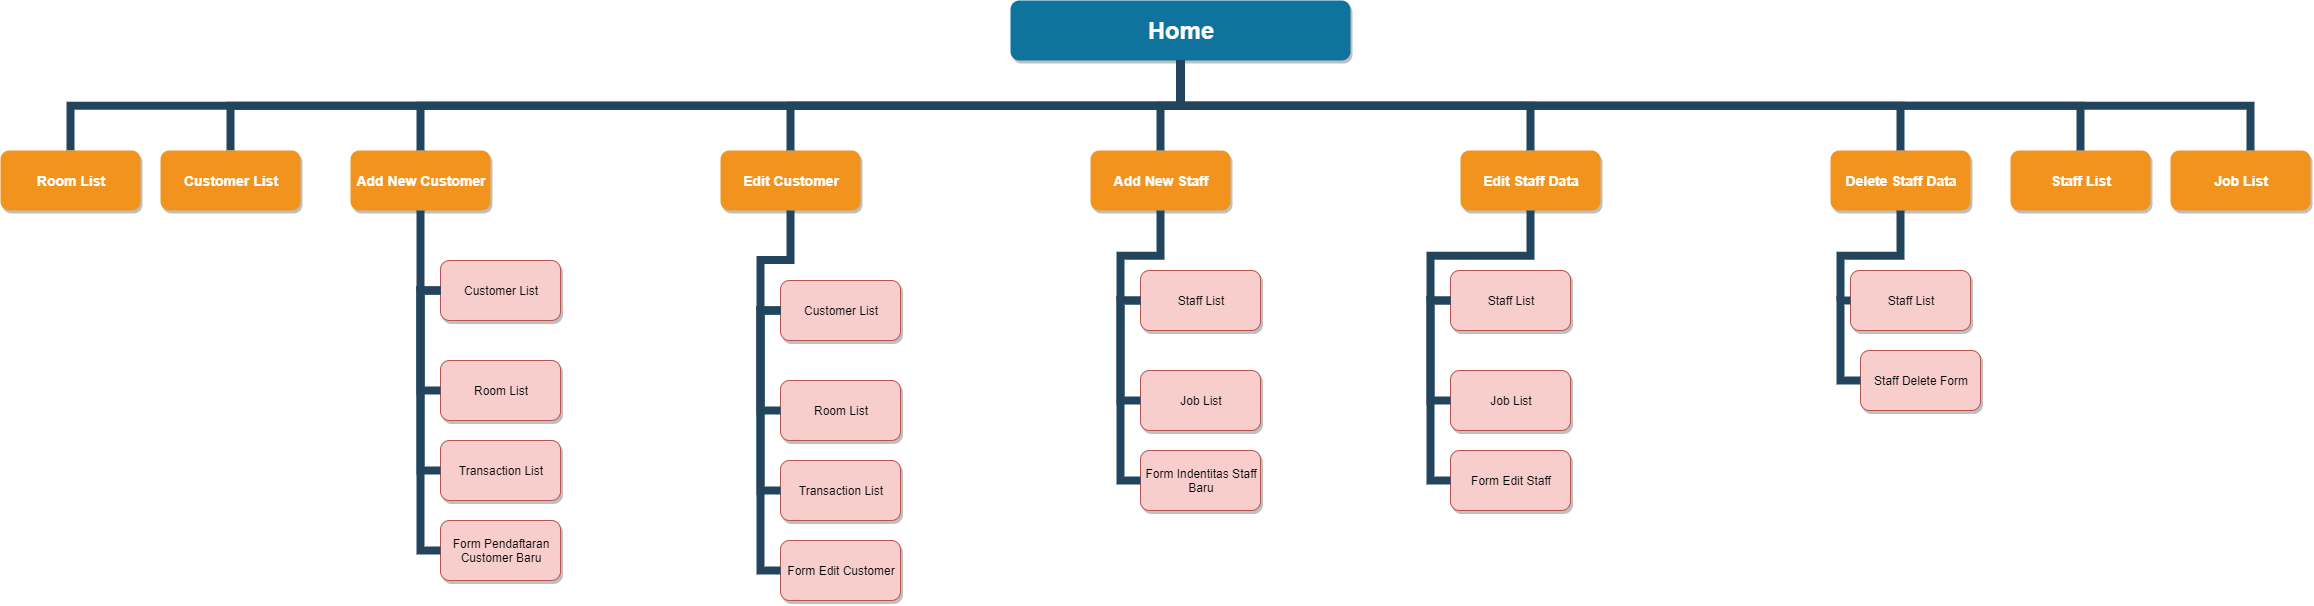 Home
Room List
Customer List
Add New Customer
Edit Customer
Add New Staff
Edit Staff Data
Delete Staff Data
Staff List
Job List
Customer List
Room List
Transaction List
Form Pendaftaran
Customer Baru
Customer List
Room List
Transaction List
Form Edit Customer
Staff List
Job List
Form Indentitas Staff
Baru
Staff List
Job List
Form Edit Staff
Staff List
Staff Delete Form